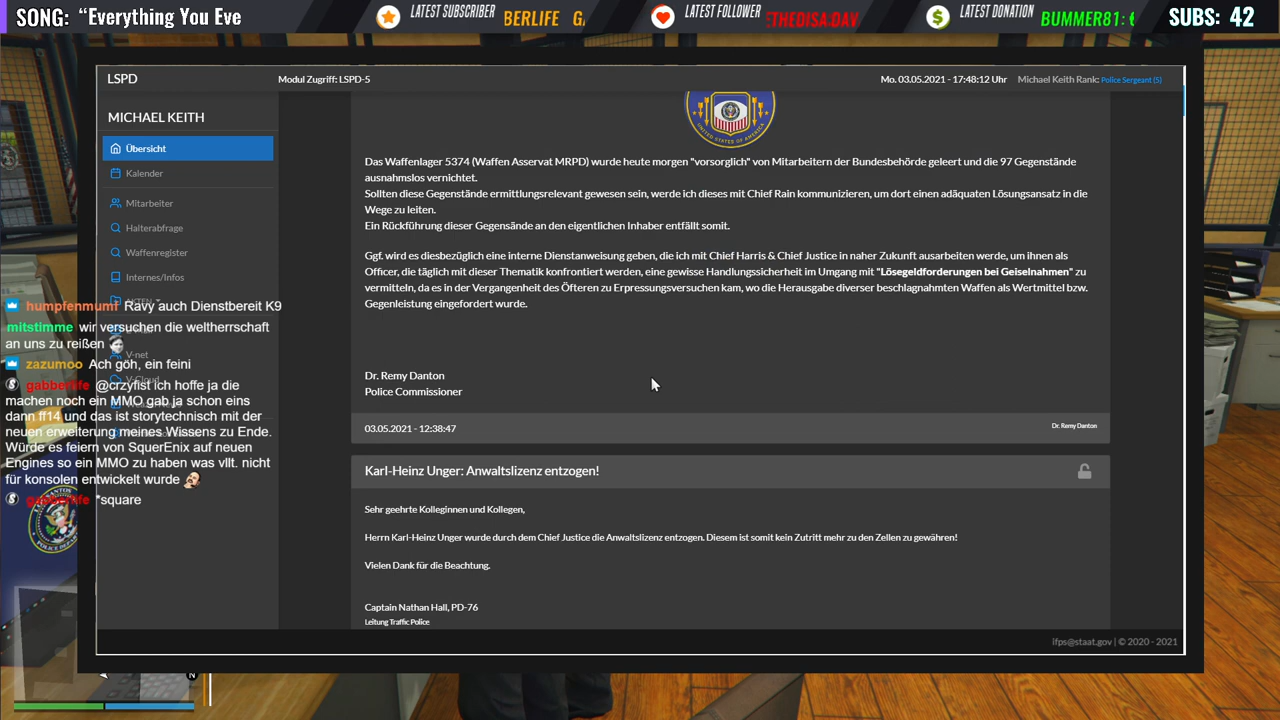 SONG: "Everything You Eve
LATEST SUBSCRIBER
BERLIFE
LATEST FOLLOWER
THEDISA.DAV
LATEST DONATION
BUMMER81:
SUBS: 42
LSPD
Modul Zugriff: LSPD-5
Mo. 03.05.2021 - 17:48:12 Uhr
Michael Keith Rank: Police Sergeant (5)
MICHAEL KEITH
Übersicht
Kalender
Mitarbeiter
Halterabfrage
Waffenregister
Internes/Infos
V-net
humpfenmumf Ravy auch Dienstbereit K9
mitstimme wir versuchen die weltherrschaft
an uns zu reißen
zazumoo Ach göh, ein feini
gabberlife @crzyfist ich hoffe ja die
machen noch ein MMO gab ja schon eins
dann ff14 und das ist storytechnisch mit der
neuen erweiterung meines Wissens zu Ende.
Würde es feiern von SquerEnix auf neuen
Engines so ein MMO zu haben was vllt. nicht
für konsolen entwickelt wurde
gabberlife *square
UNITED STATES OF AMERICA
Das Waffenlager 5374 (Waffen Asservat MRPD) wurde heute morgen "vorsorglich" von Mitarbeitern der Bundesbehörde geleert und die 97 Gegenstände
ausnahmslos vernichtet.
Sollten diese Gegenstände ermittlungsrelevant gewesen sein, werde ich dieses mit Chief Rain kommunizieren, um dort einen adäquaten Lösungsansatz in die
Wege zu leiten.
Ein Rückführung dieser Gegensände an den eigentlichen Inhaber entfällt somit.
Ggf. wird es diesbezüglich eine interne Dienstanweisung geben, die ich mit Chief Harris & Chief Justice in naher Zukunft ausarbeiten werde, um ihnen als
Officer, die täglich mit dieser Thematik konfrontiert werden, eine gewisse Handlungssicherheit im Umgang mit "Lösegeldforderungen bei Geiselnahmen" zu
vermitteln, da es in der Vergangenheit des Öfteren zu Erpressungsversuchen kam, wo die Herausgabe diverser beschlagnahmten Waffen als Wertmittel bzw.
Gegenleistung eingefordert wurde.
Dr. Remy Danton
Police Commissioner
03.05.2021 - 12:38:47
Dr. Remy Danton
Karl-Heinz Unger: Anwaltslizenz entzogen!
Sehr geehrte Kolleginnen und Kollegen,
Herrn Karl-Heinz Unger wurde durch dem Chief Justice die Anwaltslizenz entzogen. Diesem ist somit kein Zutritt mehr zu den Zellen zu gewähren!
Vielen Dank für die Beachtung.
Captain Nathan Hall, PD-76
Leitung Traffic Police
lfps@staat.gov | © 2020 - 2021
N